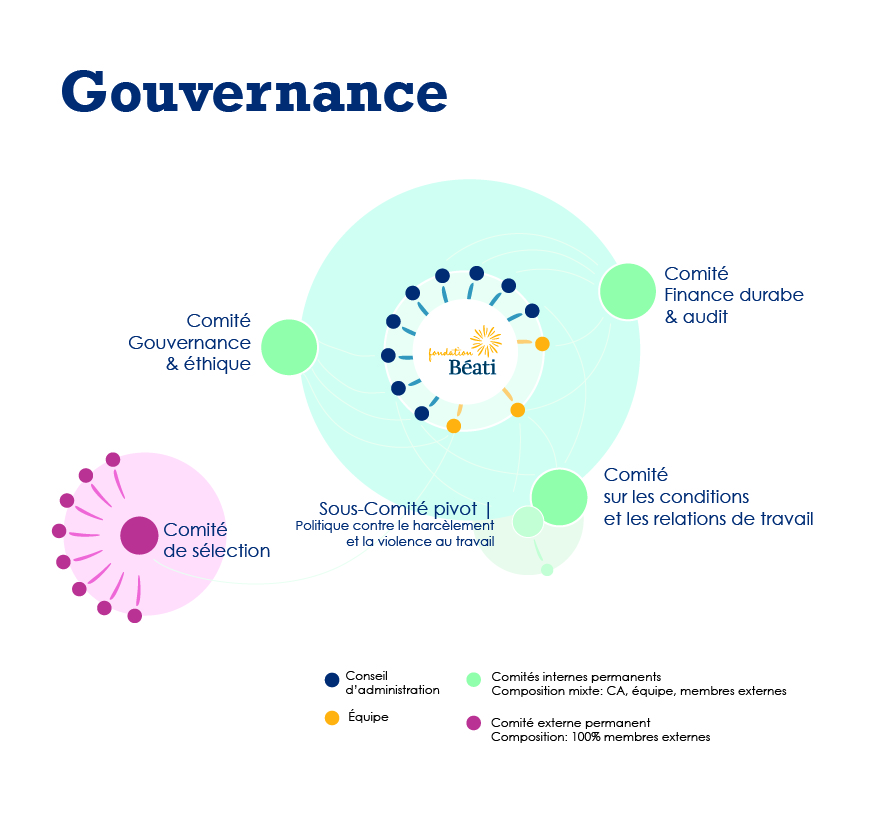 Gouvernance
Comité
Finance durabe
& audit
Comité
Gouvernance
& éthique
fondation
Béati
Comité
sur les conditions
et les relations de travail
Sous-Comité pivot |
Politique contre le harcèlement
et la violence au travail
Comité
de sélection
Conseil
d'administration
Équipe
Comités internes permanents
Composition mixte: CA, équipe, membres externes
Comité externe permanent
Composition: 100% membres externes